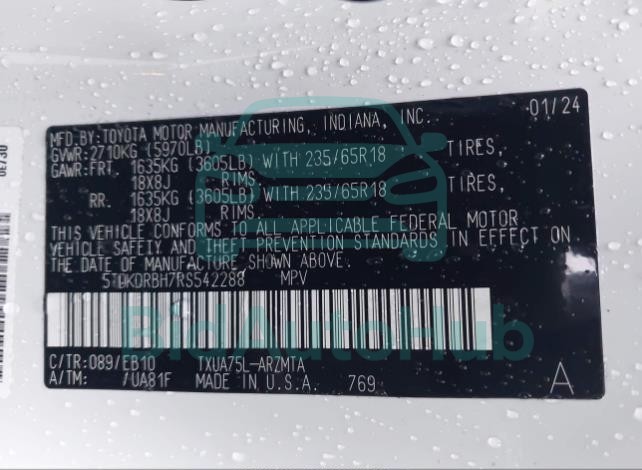 01/24
MFD.BY:TOYOTA MOTOR MANUFACTURING, INDIANA, INC.
GVWR:2710KG (5970LB)
GAWR:FRT 1635KG (3605LB) WITH 235/65R18 TIRES,
18X8J RIMS
RR. 1635KG (3605LB) WITH 235/65R18 TIRES,
18X8J RIMS
THIS VEHICLE CONFORMS TO ALL APPLICABLE FEDERAL MOTOR
VEHICLE SAFETY AND THEFT PREVENTION STANDARDS IN EFFECT ON
THE DATE OF MANUFACTURE SHOWN ABOVE.
MPV
BidAutoHub
C/TR:089/EB10 TXUA75L-ARZMTA
A/TM: /UA81F MADE IN U.S.A. 769 A